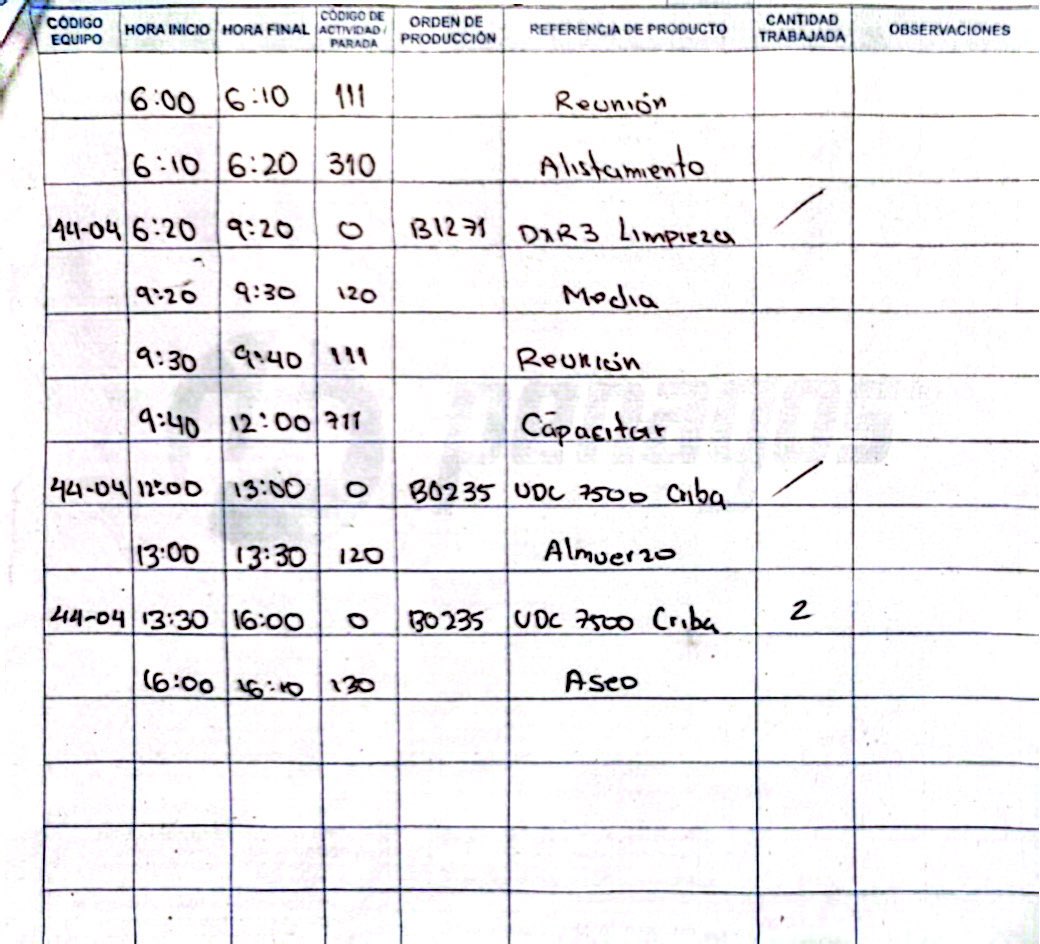 CÓDIGO EQUIPO HORA INICIO HORA FINAL CÓDIGO DE ACTIVIDAD / PARADA ORDEN DE PRODUCCIÓN REFERENCIA DE PRODUCTO CANTIDAD TRABAJADA OBSERVACIONES
6:00 6:10 111 Reunión
6:10 6:20 310 Alistamiento
44-04 6:20 9:20 0 B1271 DXR3 Limpieza /
9:20 9:30 120 Media
9:30 9:40 111 Reunión
9:40 12:00 711 Capacitar
44-04 12:00 13:00 0 B0235 UDC 7500 Criba /
13:00 13:30 120 Almuerzo
44-04 13:30 16:00 0 B0235 UDC 7500 Criba 2
16:00 16:10 130 Aseo